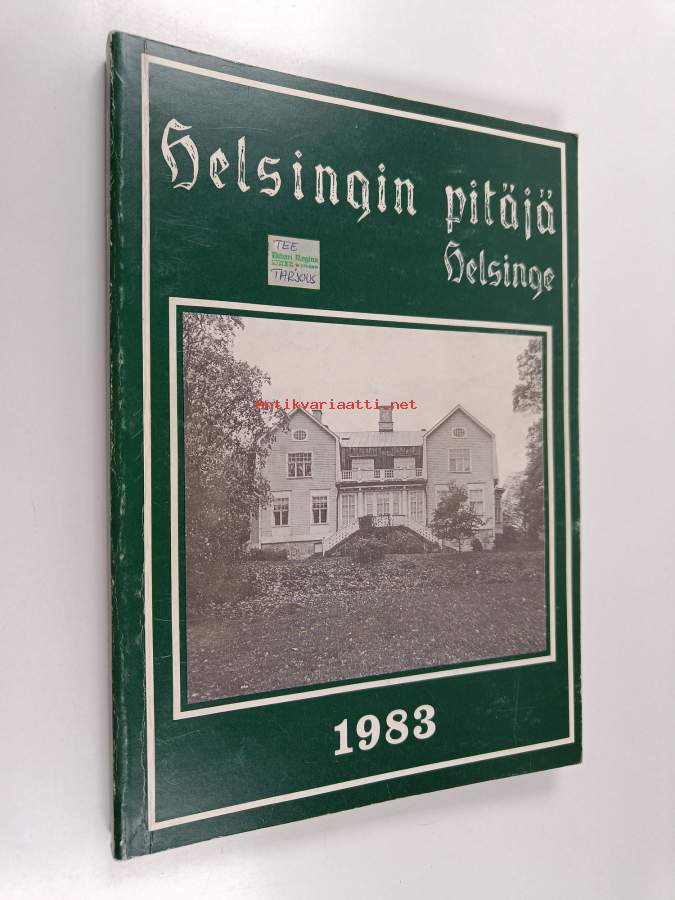 Helsingin pitäjä
Helsinge
TEE
TARJOUS
antikvariaatti.net
1983